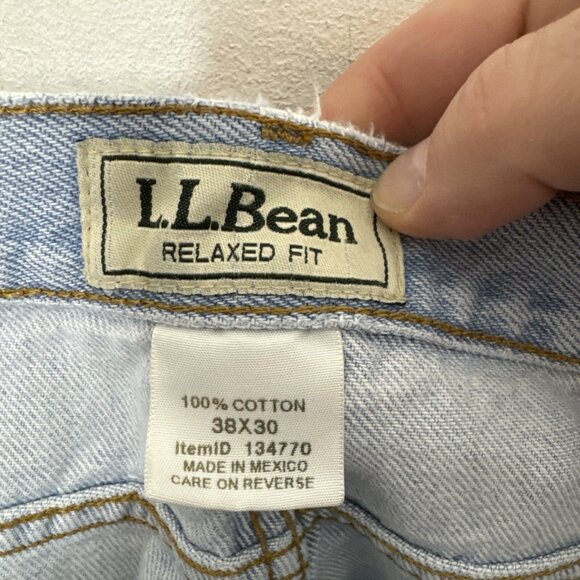 L.L.Bean
RELAXED FIT
100% COTTON
38X30
ItemID 134770
MADE IN MEXICO
CARE ON REVERSE